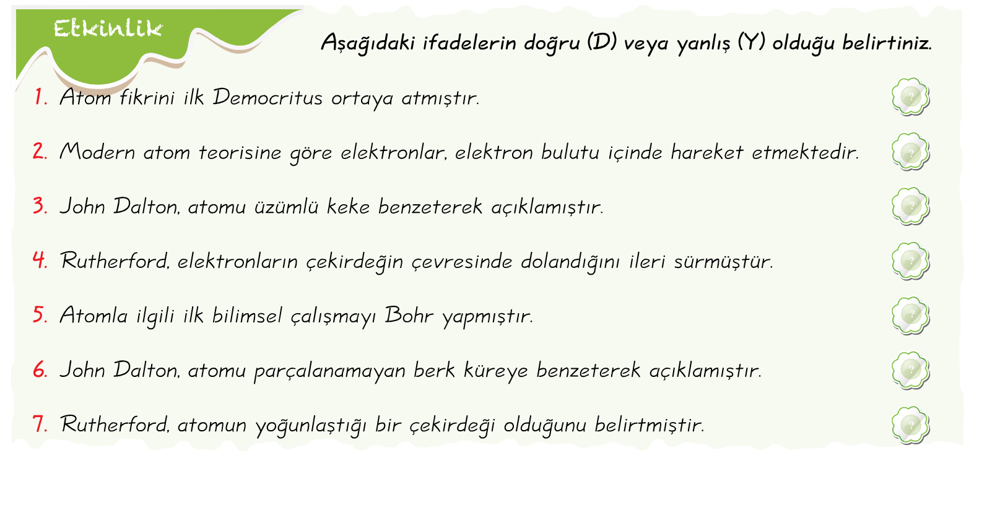 Etkinlik
Aşağıdaki ifadelerin doğru (D) veya yanlış (Y) olduğu belirtiniz.
1. Atom fikrini ilk Democritus ortaya atmıştır.
?
2. Modern atom teorisine göre elektronlar, elektron bulutu içinde hareket etmektedir.
?
3. John Dalton, atomu üzümlü keke benzeterek açıklamıştır.
?
4. Rutherford, elektronların çekirdeğin çevresinde dolandığını ileri sürmüştür.
?
5. Atomla ilgili ilk bilimsel çalışmayı Bohr yapmıştır.
?
6. John Dalton, atomu parçalanamayan berk küreye benzeterek açıklamıştır.
?
7. Rutherford, atomun yoğunlaştığı bir çekirdeği olduğunu belirtmiştir.
?